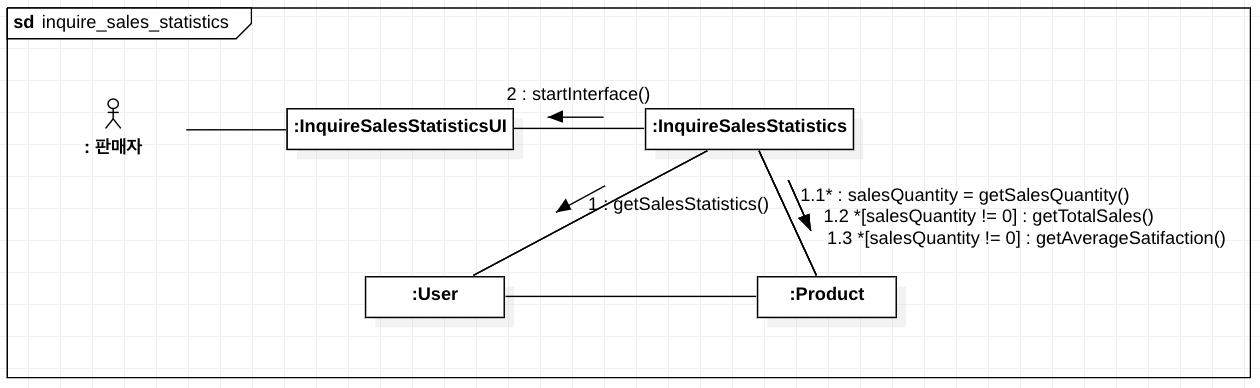 sd inquire_sales_statistics
2 : startInterface()
:InquireSalesStatisticsUI
:InquireSalesStatistics
: 판매자
1 : getSalesStatistics()
1.1* : salesQuantity = getSalesQuantity()
1.2 *[salesQuantity != 0] : getTotalSales()
1.3 *[salesQuantity != 0] : getAverageSatifaction()
:User
:Product